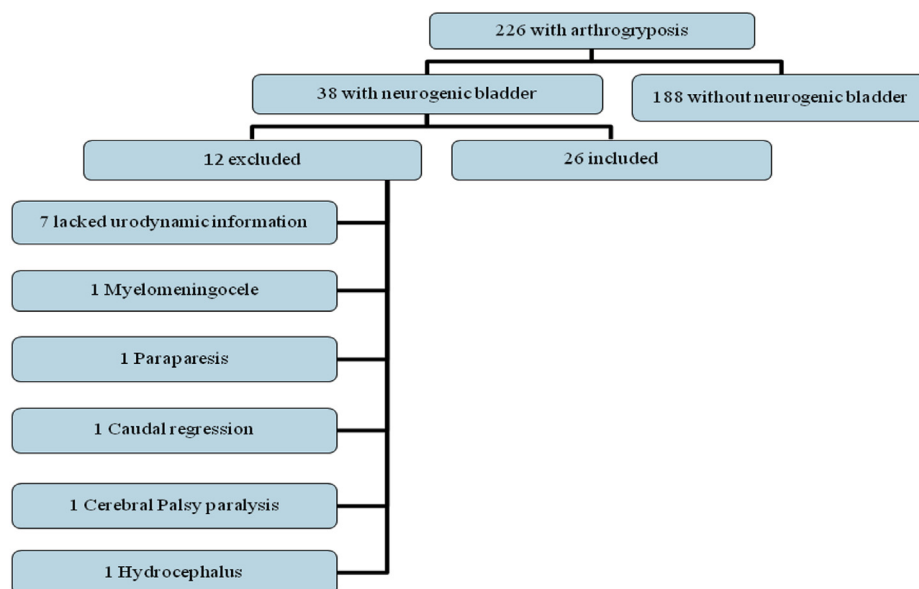 226 with arthrogryposis
38 with neurogenic bladder
188 without neurogenic bladder
12 excluded
26 included
7 lacked urodynamic information
1 Myelomeningocele
1 Paraparesis
1 Caudal regression
1 Cerebral Palsy paralysis
1 Hydrocephalus